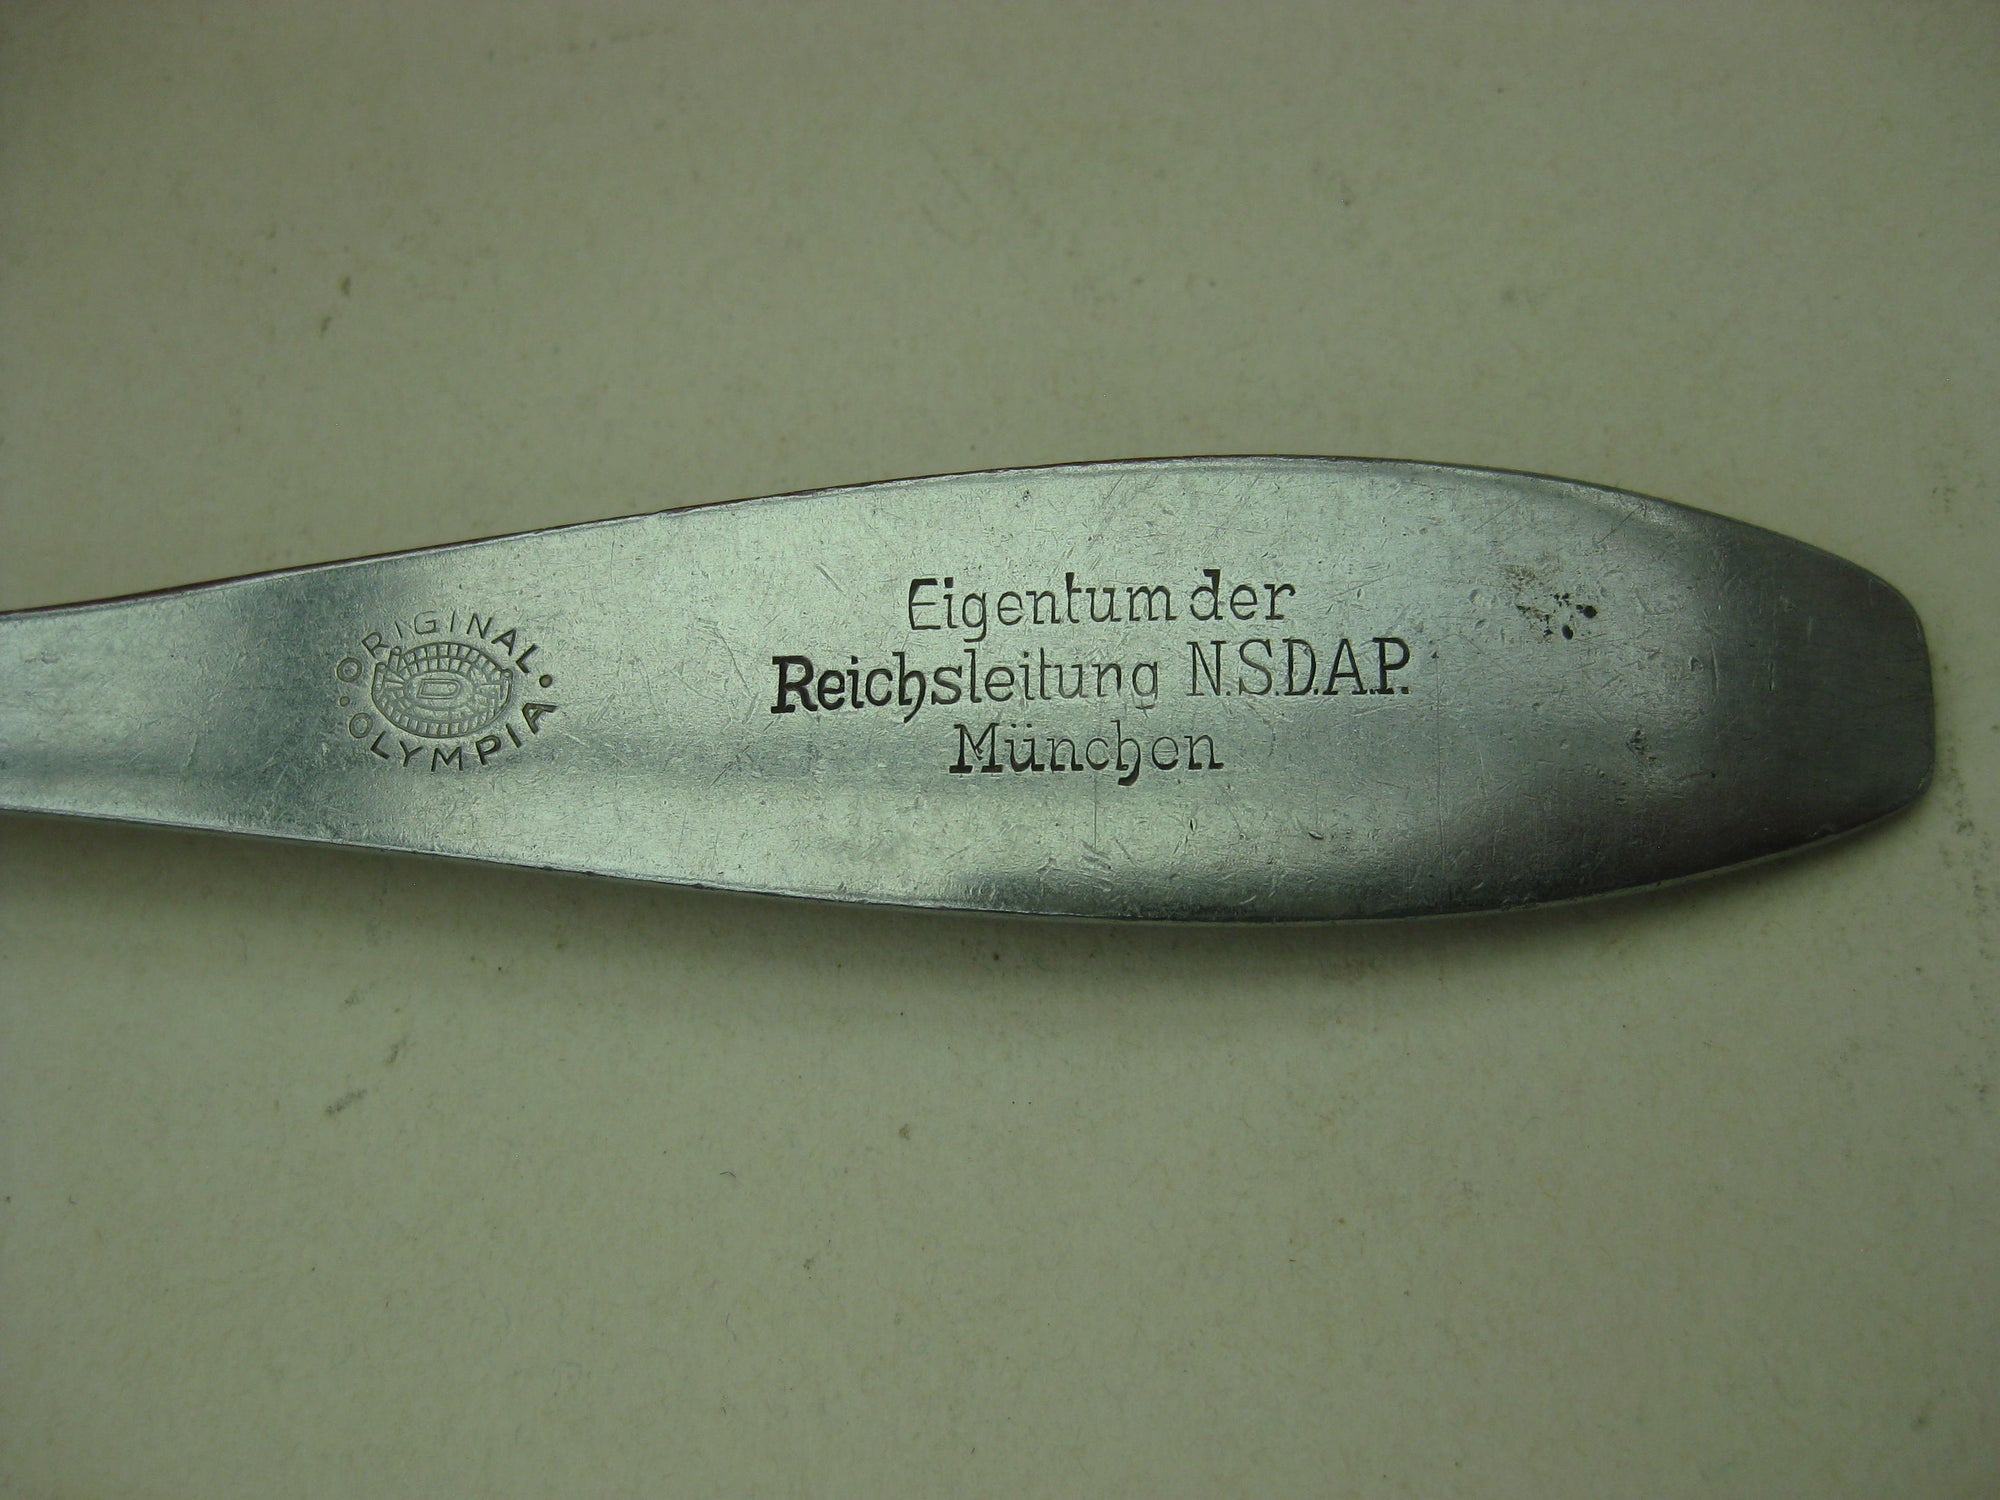 ORIGINAL
D
OLYMPIA
Eigentum der
Reichsleitung N.S.D.A.P.
München